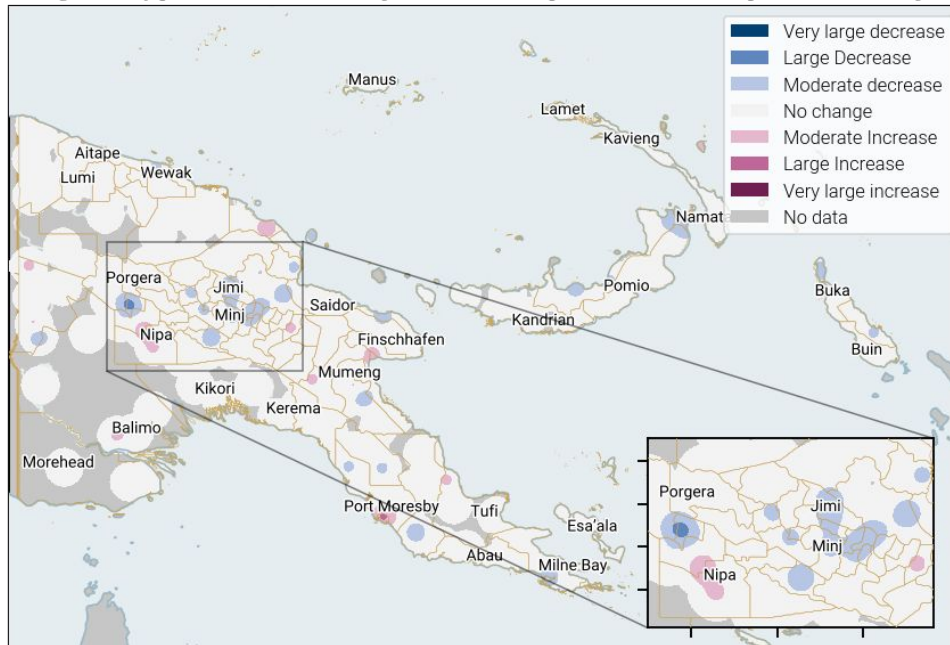 Very large decrease
Large Decrease
Moderate decrease
No change
Moderate Increase
Large Increase
Very large increase
No data
Manus
Lamet
Kavieng
Aitape
Lumi
Wewak
Namata
Porgera
Jimi
Minj
Saidor
Pomio
Buka
Kandrian
Nipa
Finschhafen
Buin
Mumeng
Kikori
Kerema
Balimo
Morehead
Port Moresby
Tufi
Esa'ala
Abau
Milne Bay
Porgera
Jimi
Minj
Nipa